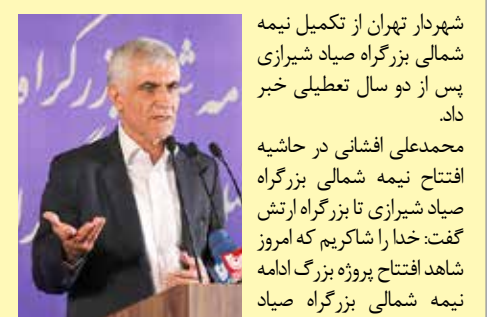 شهردار تهران از تکمیل نیمه
شمالی بزرگراه صیاد شیرازی
پس از دو سال تعطیلی خبر
داد.
محمدعلی افشانی در حاشیه
افتتاح نیمه شمالی بزرگراه
صیاد شیرازی تا بزرگراه ارتش
گفت: خدا را شاکریم که امروز
شاهد افتتاح پروژه بزرگ ادامه
نیمه شمالی بزرگراه صیاد